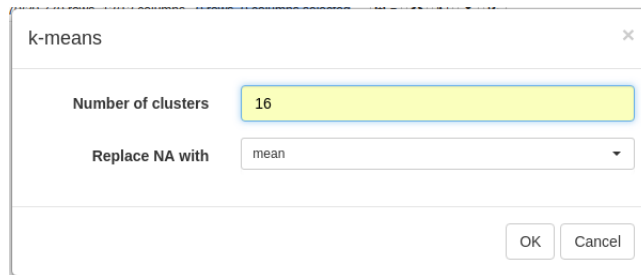 k-means
×
Number of clusters 16
Replace NA with mean
OK Cancel